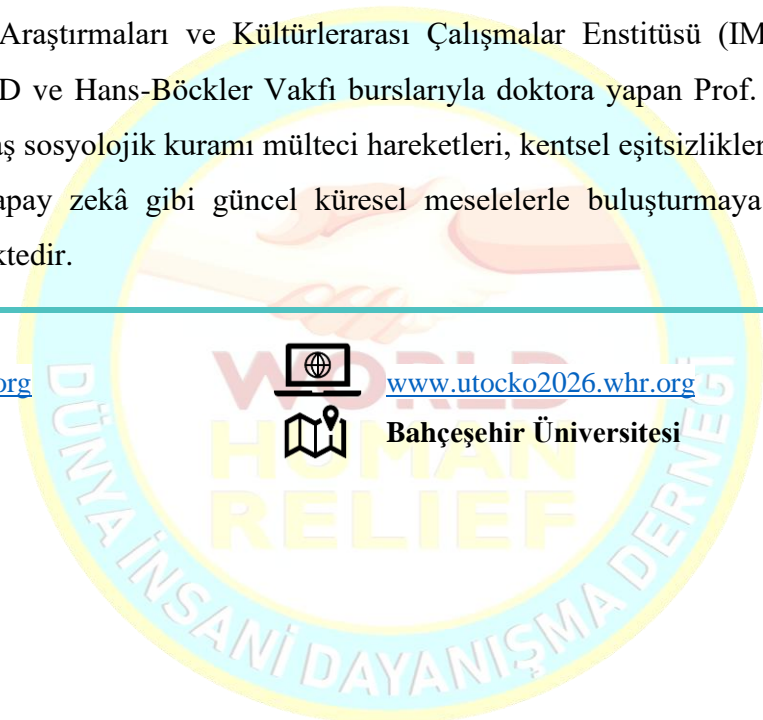 Araştırmaları ve Kültürlerarası Çalışmalar Enstitüsü (IM
D ve Hans-Böckler Vakfı burslarıyla doktora yapan Prof.
ş sosyolojik kuramı mülteci hareketleri, kentsel eşitsizlikler
apay zekâ gibi güncel küresel meselelerle buluşturmaya
ktedir.
org
www.utocko2026.whr.org
Bahçeşehir Üniversitesi
WORLD
HUMAN
RELIEF
DÜNYA İNSANİ DAYANIŞMA DERNEĞİ